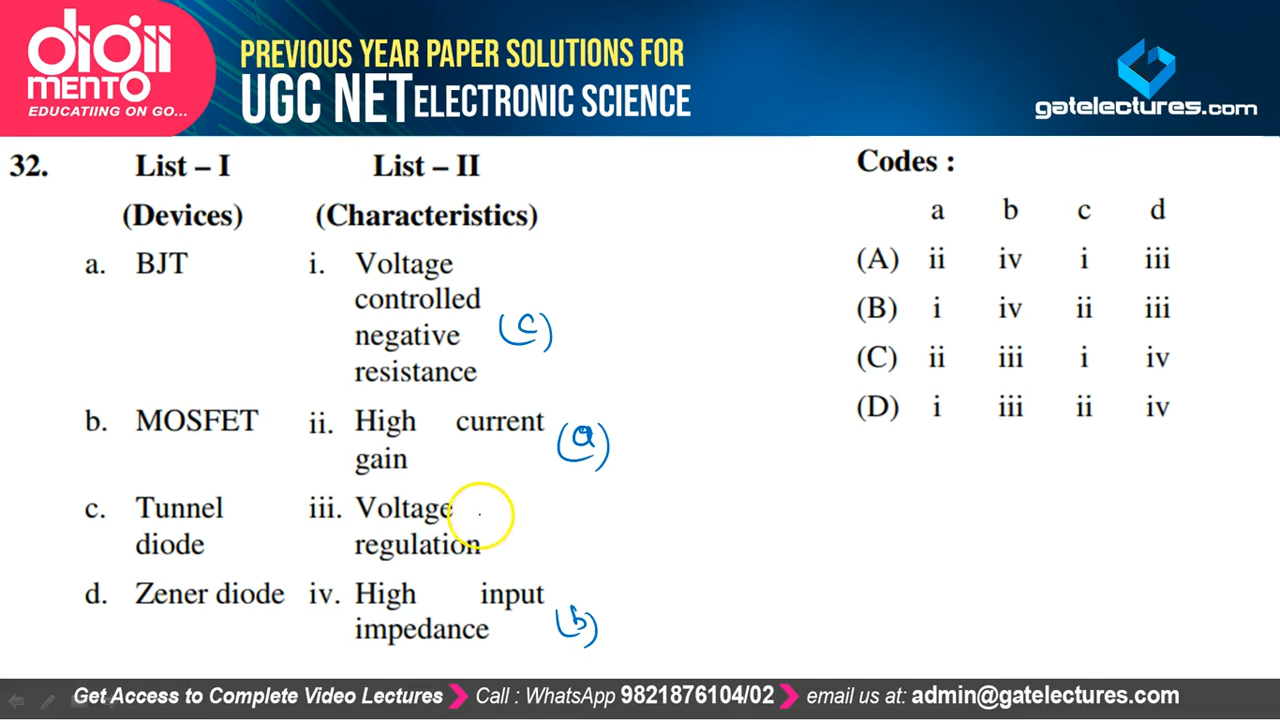 digii
MENTO
EDUCATIING ON GO...
PREVIOUS YEAR PAPER SOLUTIONS FOR
UGC NET ELECTRONIC SCIENCE
gatelectures.com
32. List – I List – II
(Devices) (Characteristics)
a. BJT i. Voltage
controlled
negative
resistance
(c)
b. MOSFET ii. High current
gain
(a)
c. Tunnel iii. Voltage
diode regulation
d. Zener diode iv. High input
impedance
(b)
Codes :
a b c d
(A) ii iv i iii
(B) i iv ii iii
(C) ii iii i iv
(D) i iii ii iv
Get Access to Complete Video Lectures Call : WhatsApp 9821876104/02 email us at: admin@gatelectures.com